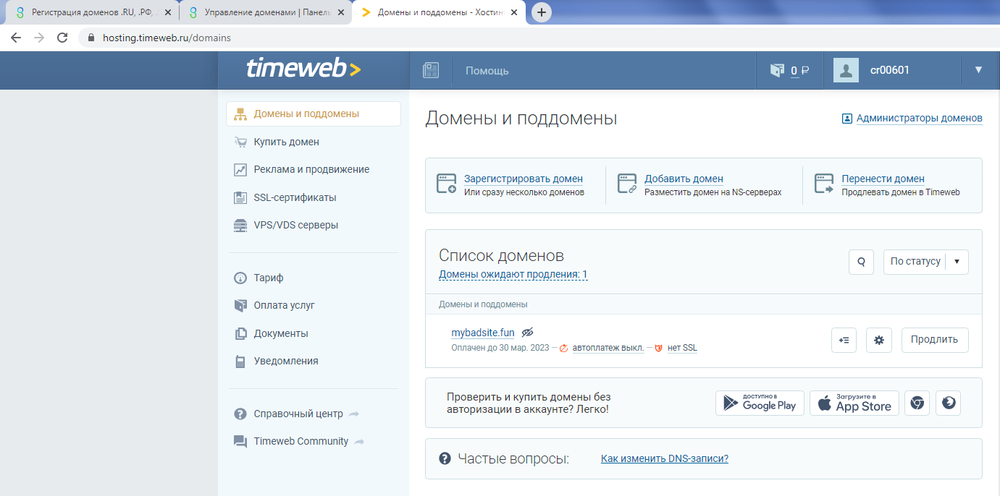 Регистрация доменов .RU, .РФ,
Управление доменами | Панель
Домены и поддомены - Хостин
hosting.timeweb.ru/domains
timeweb
Помощь
0 ₽
cr00601
Домены и поддомены
Купить домен
Реклама и продвижение
SSL-сертификаты
VPS/VDS серверы
Тариф
Оплата услуг
Документы
Уведомления
Справочный центр
Timeweb Community
Домены и поддомены
Администраторы доменов
Зарегистрировать домен
Или сразу несколько доменов
Добавить домен
Разместить домен на NS-серверах
Перенести домен
Продлевать домен в Timeweb
Список доменов
Домены ожидают продления: 1
По статусу
Домены и поддомены
mybadsite.fun
Оплачен до 30 мар. 2023 — автоплатеж выкл. — нет SSL
Продлить
Проверить и купить домены без
авторизации в аккаунте? Легко!
ДОСТУПНО В
Google Play
Загрузите в
App Store
Частые вопросы:
Как изменить DNS-записи?